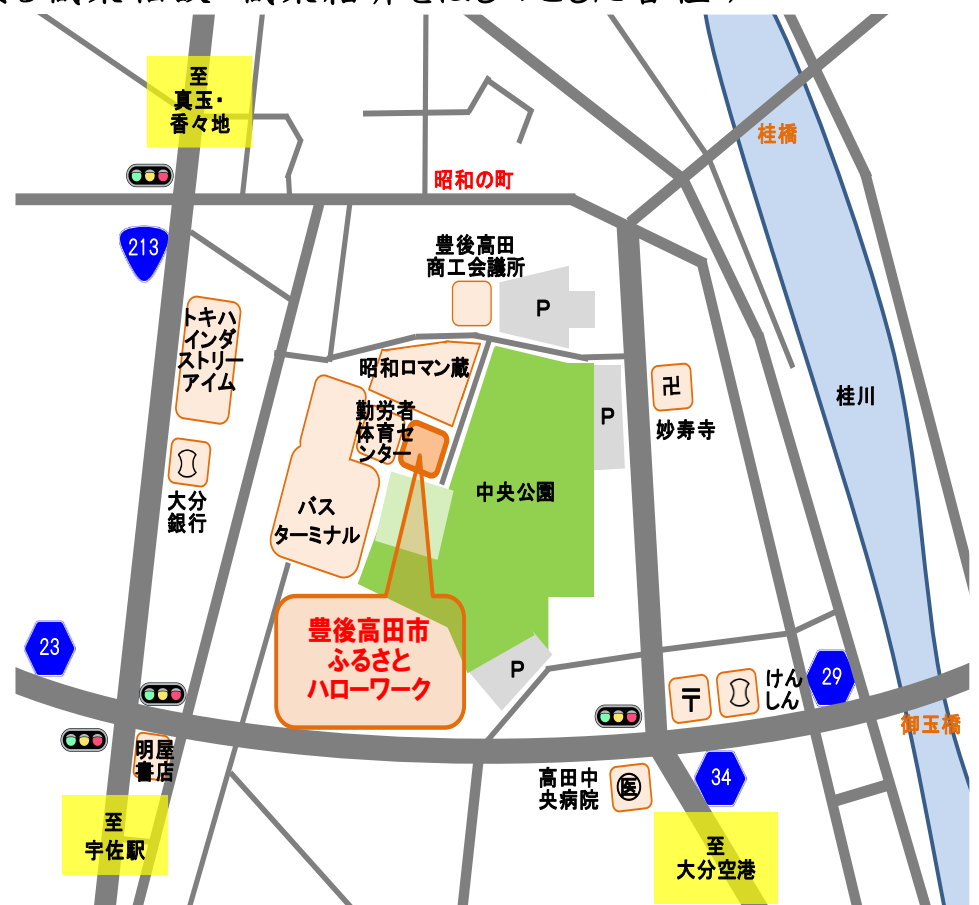 至
真玉・
香々地
桂橋
昭和の町
213
豊後高田
商工会議所
P
トキハ
インダ
ストリー
アイム
昭和ロマン蔵
卍
桂川
勤労者
体育セ
ンター
P
妙寿寺
大分
銀行
中央公園
バス
ターミナル
豊後高田市
ふるさと
ハローワーク
23
P
けん
しん
29
〒
御玉橋
明屋
書店
高田中
央病院
医
34
至
宇佐駅
至
大分空港